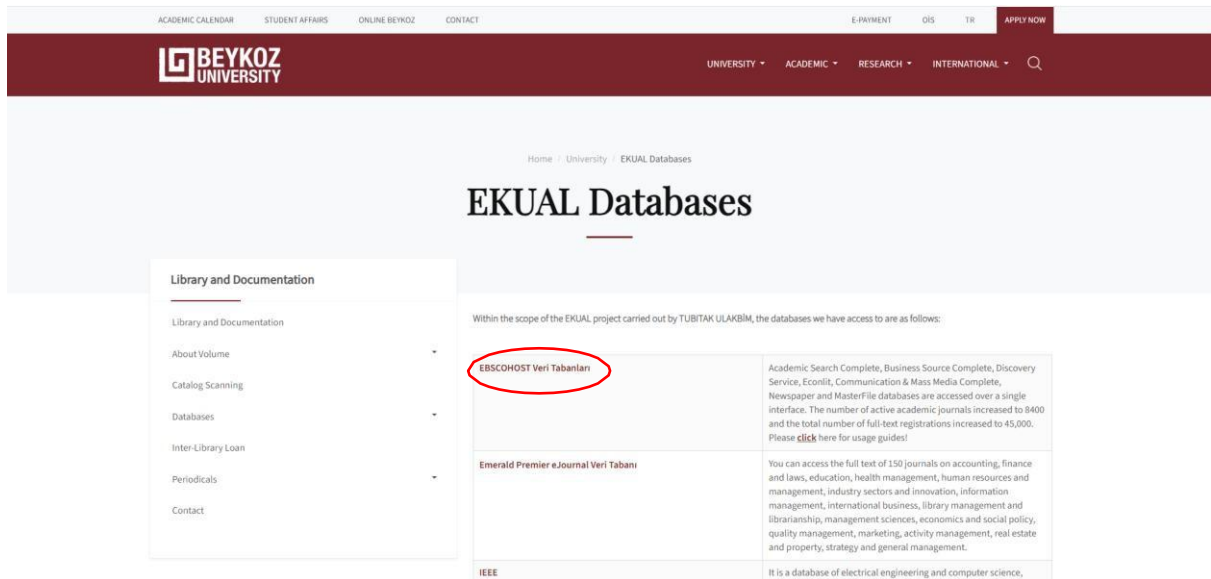 ACADEMIC CALENDAR STUDENT AFFAIRS ONLINE BEYKOZ CONTACT E-PAYMENT OİS TR APPLY NOW
BEYKOZ
UNIVERSITY
UNIVERSITY ACADEMIC RESEARCH INTERNATIONAL
Home / University / EKUAL Databases
EKUAL Databases
Library and Documentation
Library and Documentation
About Volume
Catalog Scanning
Databases
Inter-Library Loan
Periodicals
Contact
Within the scope of the EKUAL project carried out by TUBITAK ULAKBİM, the databases we have access to are as follows:
EBSCOHOST Veri Tabanları
Academic Search Complete, Business Source Complete, Discovery
Service, Econlit, Communication & Mass Media Complete,
Newspaper and MasterFile databases are accessed over a single
interface. The number of active academic journals increased to 8400
and the total number of full-text registrations increased to 45,000.
Please click here for usage guides!
Emerald Premier eJournal Veri Tabanı
You can access the full text of 150 journals on accounting, finance
and laws, education, health management, human resources and
management, industry sectors and innovation, information
management, international business, library management and
librarianship, management sciences, economics and social policy,
quality management, marketing, activity management, real estate
and property, strategy and general management.
IEEE
It is a database of electrical engineering and computer science,